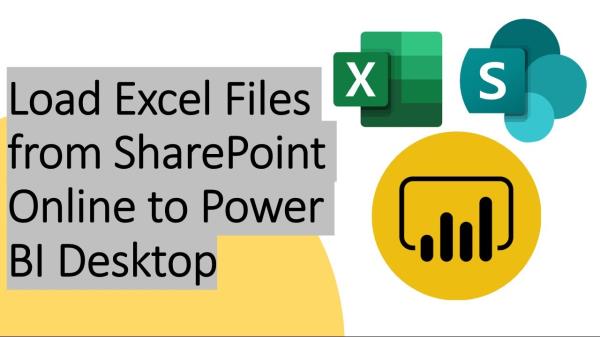 Load Excel Files
from SharePoint
Online to Power
BI Desktop
X
S